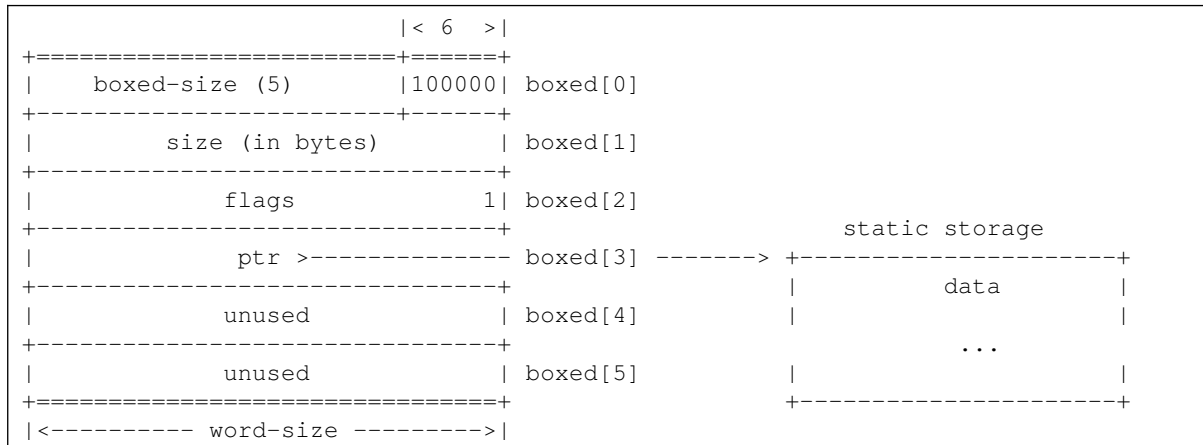 |< 6  >|
+=========================+======+
|    boxed-size (5)       |100000| boxed[0]
+-------------------------+------+
|         size (in bytes)        | boxed[1]
+--------------------------------+
|             flags             1| boxed[2]
+--------------------------------+                       static storage
|              ptr >-------------- boxed[3] -------> +----------------------+
+--------------------------------+                   |          data        |
|             unused             | boxed[4]          |                      |
+--------------------------------+                              ...
|             unused             | boxed[5]          |                      |
+================================+                   +----------------------+
|<---------- word-size --------->|